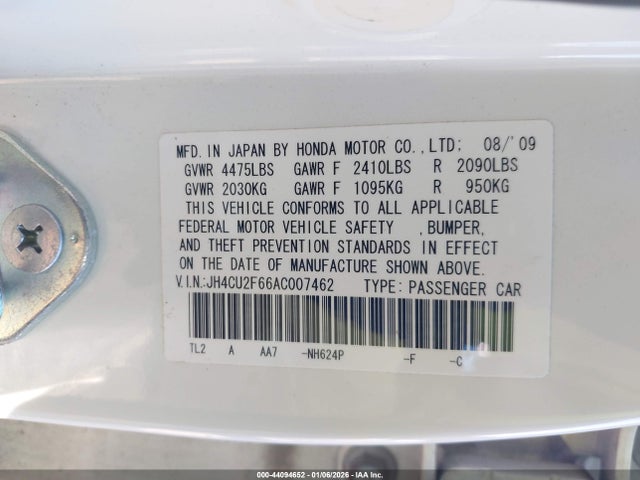 MFD. IN JAPAN BY HONDA MOTOR CO.,LTD; 08/'09
GVWR 4475LBS GAWR F 2410LBS R 2090LBS
GVWR 2030KG GAWR F 1095KG R 950KG
THIS VEHICLE CONFORMS TO ALL APPLICABLE
FEDERAL MOTOR VEHICLE SAFETY ,BUMPER,
AND THEFT PREVENTION STANDARDS IN EFFECT
ON THE DATE OF MANUFACTURE SHOWN ABOVE.
V.I.N.:JH4CU2F66AC007462 TYPE: PASSENGER CAR
TL2 A AA7 -NH624P -F -C
000-44094652 | 01/06/2026 | IAA Inc.